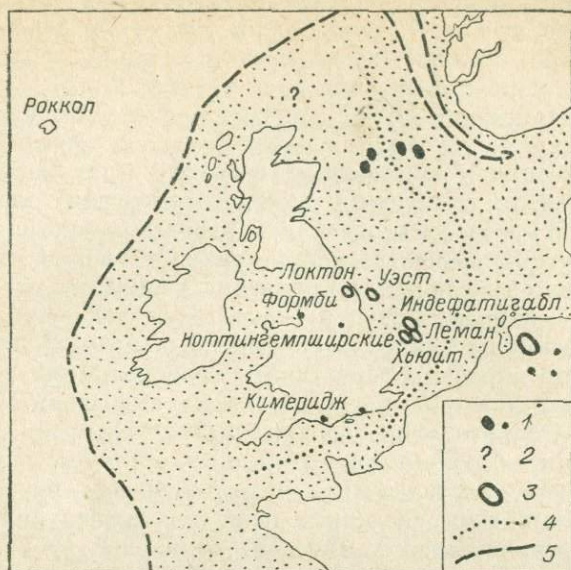 Роккол
?
Локтон
Уэст
Формби
Индефатигабл
Ноттингемпширские
Леман
Хьюит
Кимеридж
1
? 2
3
4
5